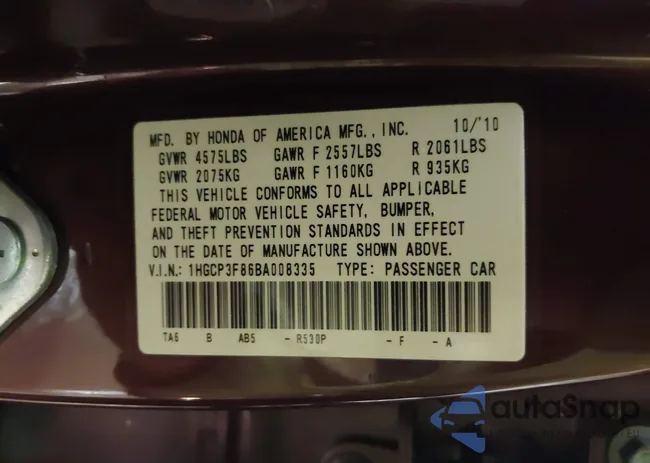 MFD. BY HONDA OF AMERICA MFG., INC. 10/'10
GVWR 4575LBS GAWR F 2557LBS R 2061LBS
GVWR 2075KG GAWR F 1160KG R 935KG
THIS VEHICLE CONFORMS TO ALL APPLICABLE
FEDERAL MOTOR VEHICLE SAFETY, BUMPER,
AND THEFT PREVENTION STANDARDS IN EFFECT
ON THE DATE OF MANUFACTURE SHOWN ABOVE.
V.I.N.: 1HGCP3F86BA008335 TYPE: PASSENGER CAR
TA6 B AB5 - R530P - F - A
autoSnap